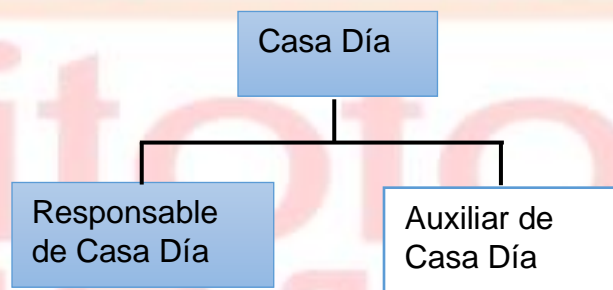 Casa Día
Responsable
de Casa Día
Auxiliar de
Casa Día